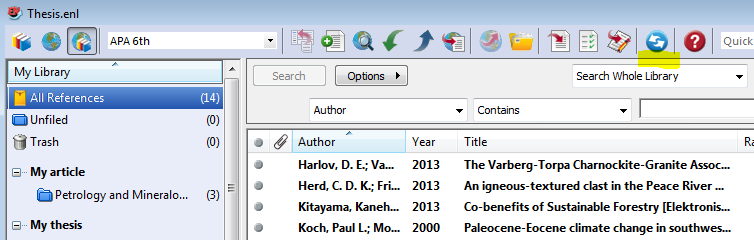 Thesis.enl
APA 6th
Quick
My Library
Search
Options
Search Whole Library
All References (14)
Author
Contains
Unfiled (0)
Trash (0)
Author Year Title Ra
My article
Harlov, D. E.; Va... 2013 The Varberg-Torpa Charnockite-Granite Assoc...
Petrology and Mineralo... (3)
Herd, C. D. K.; Fri... 2013 An igneous-textured clast in the Peace River ...
Kitayama, Kaneh... 2013 Co-benefits of Sustainable Forestry [Elektronis...
My thesis
Koch, Paul L.; Mo... 2000 Paleocene-Eocene climate change in southwes...